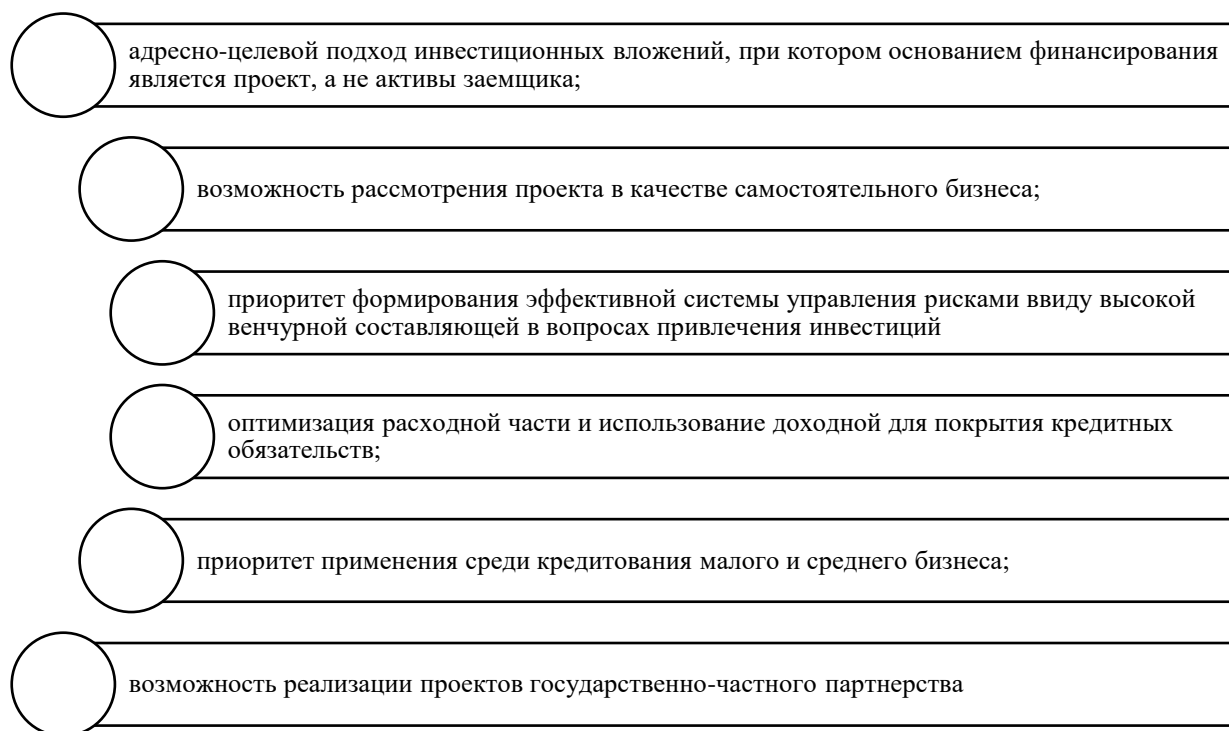 адресно-целевой подход инвестиционных вложений, при котором основанием финансирования
является проект, а не активы заемщика;
возможность рассмотрения проекта в качестве самостоятельного бизнеса;
приоритет формирования эффективной системы управления рисками ввиду высокой
венчурной составляющей в вопросах привлечения инвестиций
оптимизация расходной части и использование доходной для покрытия кредитных
обязательств;
приоритет применения среди кредитования малого и среднего бизнеса;
возможность реализации проектов государственно-частного партнерства